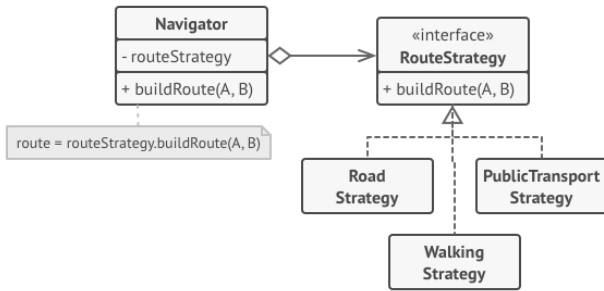 Navigator
- routeStrategy
+ buildRoute(A, B)
route = routeStrategy.buildRoute(A, B)
«interface»
RouteStrategy
+ buildRoute(A, B)
Road
Strategy
PublicTransport
Strategy
Walking
Strategy